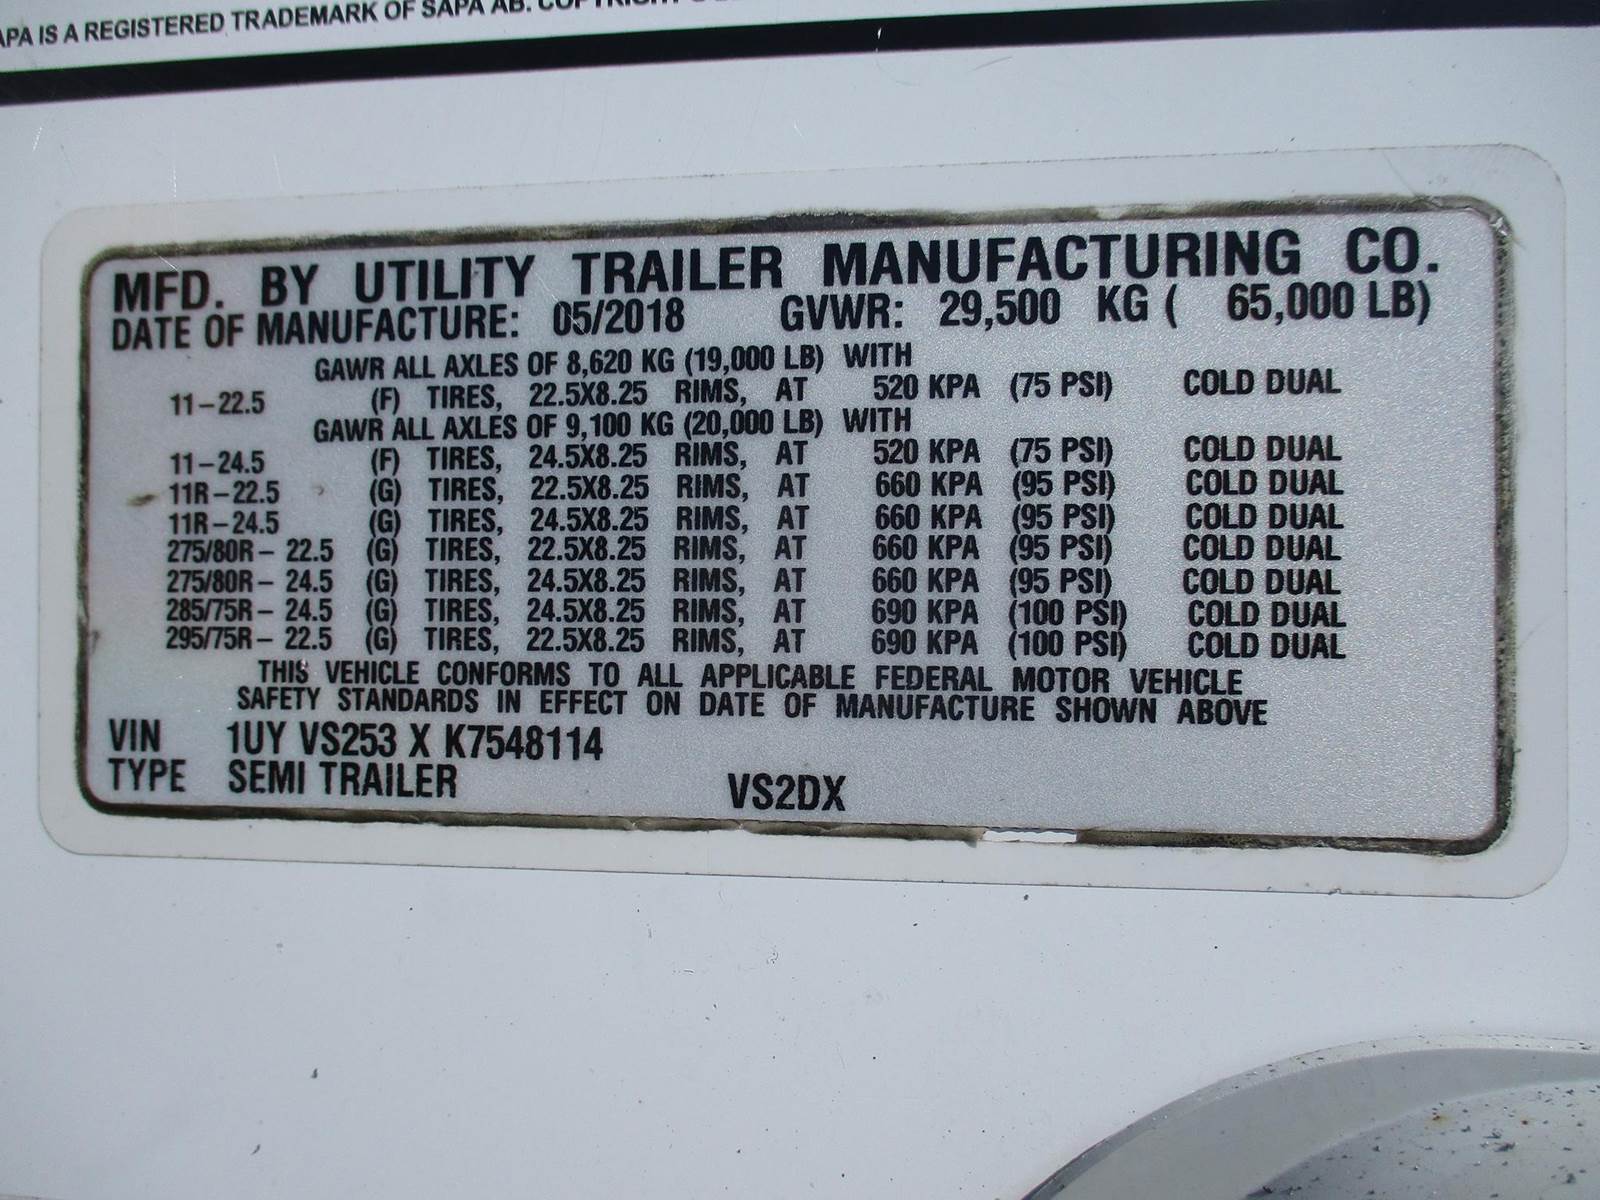 APA IS A REGISTERED TRADEMARK OF SAPA AB.
MFD. BY UTILITY TRAILER MANUFACTURING CO.
DATE OF MANUFACTURE: 05/2018 GVWR: 29,500 KG ( 65,000 LB)
GAWR ALL AXLES OF 8,620 KG (19,000 LB) WITH
11-22.5 (F) TIRES, 22.5X8.25 RIMS, AT 520 KPA (75 PSI) COLD DUAL
GAWR ALL AXLES OF 9,100 KG (20,000 LB) WITH
11-24.5 (F) TIRES, 24.5X8.25 RIMS, AT 520 KPA (75 PSI) COLD DUAL
11R-22.5 (G) TIRES, 22.5X8.25 RIMS, AT 660 KPA (95 PSI) COLD DUAL
11R-24.5 (G) TIRES, 24.5X8.25 RIMS, AT 660 KPA (95 PSI) COLD DUAL
275/80R- 22.5 (G) TIRES, 22.5X8.25 RIMS, AT 660 KPA (95 PSI) COLD DUAL
275/80R- 24.5 (G) TIRES, 24.5X8.25 RIMS, AT 660 KPA (95 PSI) COLD DUAL
285/75R- 24.5 (G) TIRES, 24.5X8.25 RIMS, AT 690 KPA (100 PSI) COLD DUAL
295/75R- 22.5 (G) TIRES, 22.5X8.25 RIMS, AT 690 KPA (100 PSI) COLD DUAL
THIS VEHICLE CONFORMS TO ALL APPLICABLE FEDERAL MOTOR VEHICLE
SAFETY STANDARDS IN EFFECT ON DATE OF MANUFACTURE SHOWN ABOVE
VIN 1UY VS253 X K7548114
TYPE SEMI TRAILER VS2DX